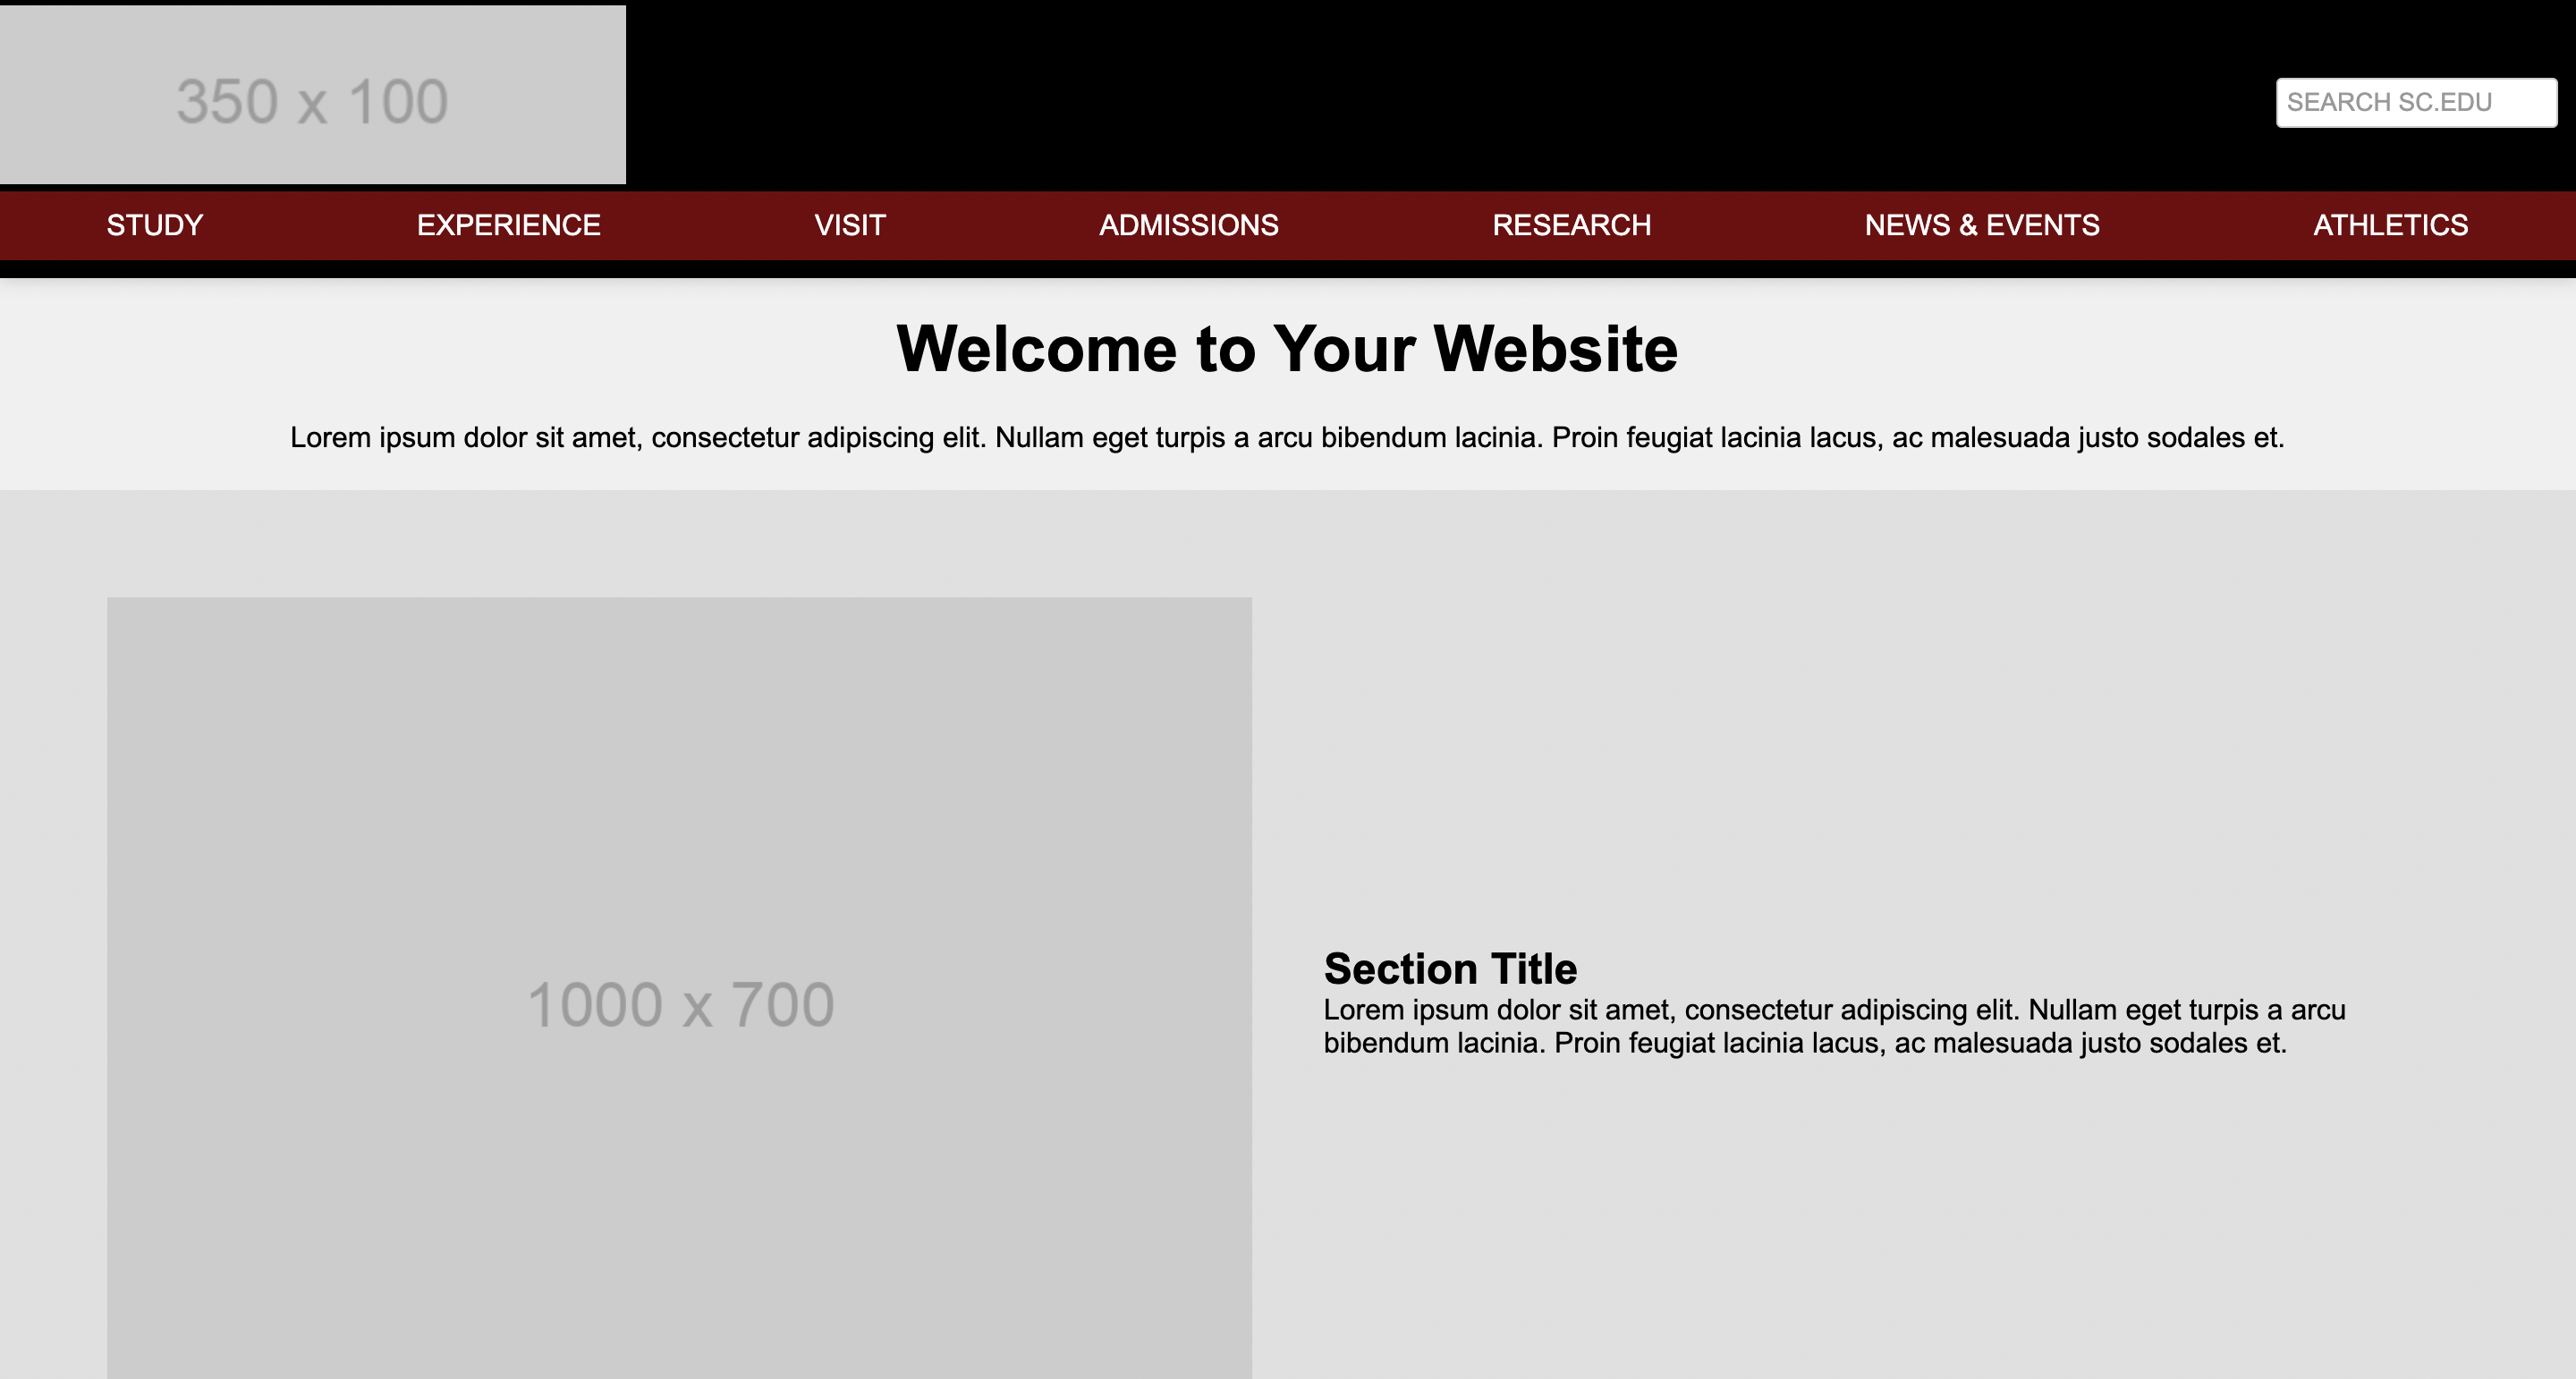 350 x 100
SEARCH SC.EDU
STUDY EXPERIENCE VISIT ADMISSIONS RESEARCH NEWS & EVENTS ATHLETICS
Welcome to Your Website
Lorem ipsum dolor sit amet, consectetur adipiscing elit. Nullam eget turpis a arcu bibendum lacinia. Proin feugiat lacinia lacus, ac malesuada justo sodales et.
1000 x 700
Section Title
Lorem ipsum dolor sit amet, consectetur adipiscing elit. Nullam eget turpis a arcu
bibendum lacinia. Proin feugiat lacinia lacus, ac malesuada justo sodales et.